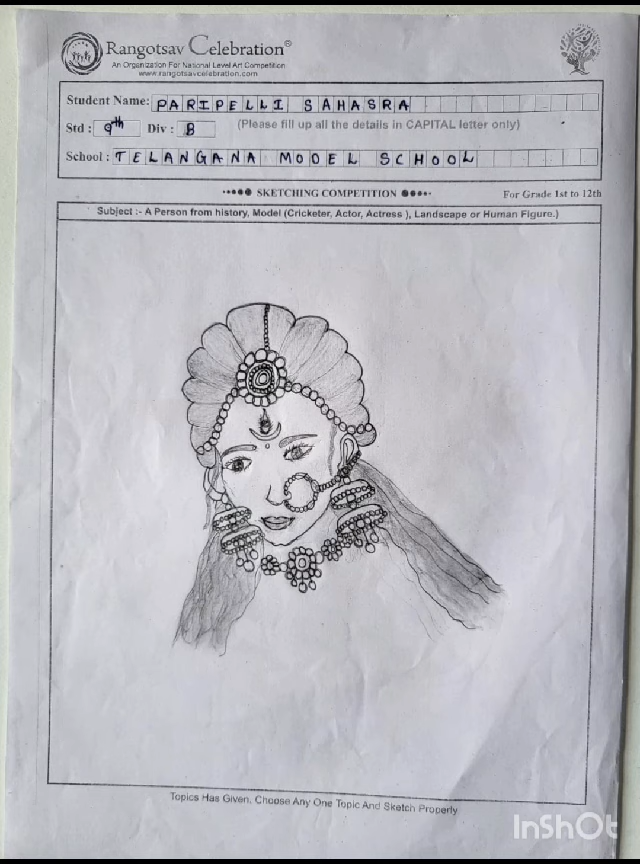 Rangotsav Celebration®
An Organization For National Level Art Competition
www.rangotsavcelebration.com
Student Name: PARIPELLI SAHASRA
Std : 9th Div : B (Please fill up all the details in CAPITAL letter only)
School : TELANGANA MODEL SCHOOL
SKETCHING COMPETITION For Grade 1st to 12th
Subject :- A Person from history, Model (Cricketer, Actor, Actress ), Landscape or Human Figure.)
Topics Has Given, Choose Any One Topic And Sketch Properly
InShOt